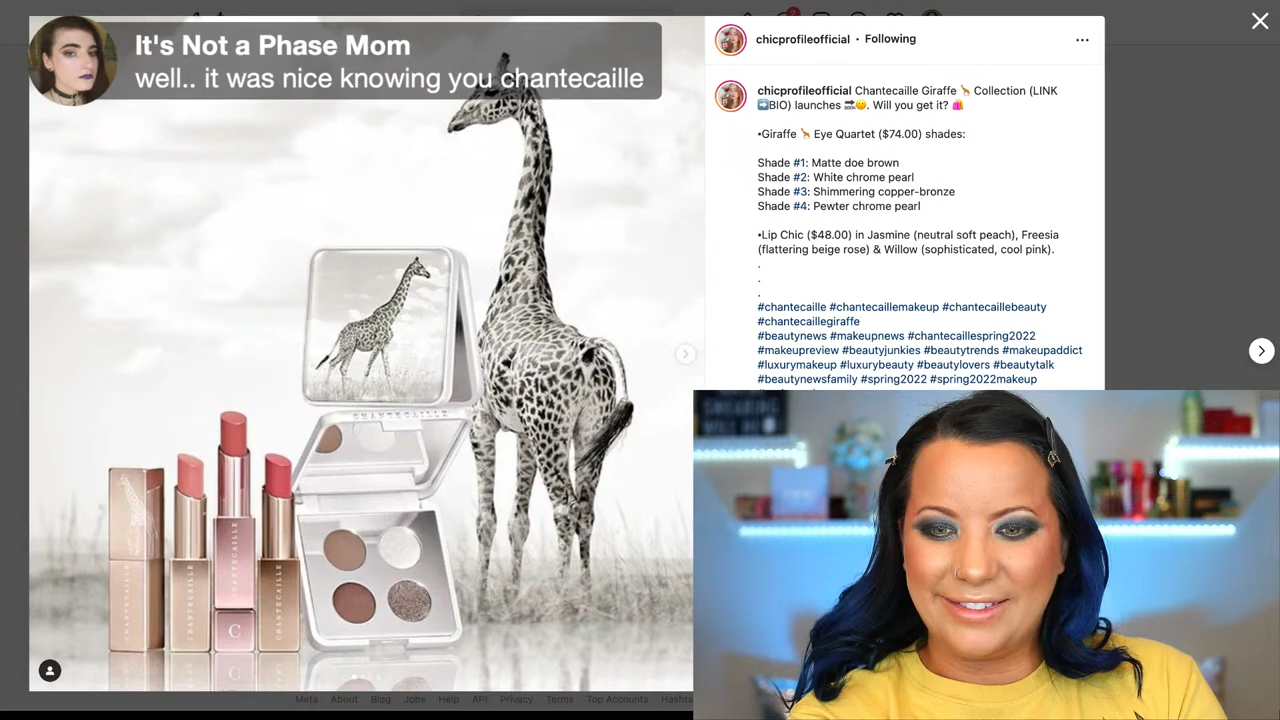 It's Not a Phase Mom
well.. it was nice knowing you chantecaille
chicprofileofficial • Following
chicprofileofficial Chantecaille Giraffe 🦒 Collection (LINK
➡️BIO) launches 🔜😊. Will you get it? 🛍️
•Giraffe 🦒 Eye Quartet ($74.00) shades:
Shade #1: Matte doe brown
Shade #2: White chrome pearl
Shade #3: Shimmering copper-bronze
Shade #4: Pewter chrome pearl
•Lip Chic ($48.00) in Jasmine (neutral soft peach), Freesia
(flattering beige rose) & Willow (sophisticated, cool pink).
.
.
.
#chantecaille #chantecaillemakeup #chantecaillebeauty
#chantecaillegiraffe
#beautynews #makeupnews #chantecaillespring2022
#makeupreview #beautyjunkies #beautytrends #makeupaddict
#luxurymakeup #luxurybeauty #beautylovers #beautytalk
#beautynewsfamily #spring2022 #spring2022makeup
CHANTECAILLE
CHANTECAILLE
CHANTECAILLE
CHANTECAILLE
CHANTECAILLE
C
Meta About Blog Jobs Help API Privacy Terms Top Accounts Hashta